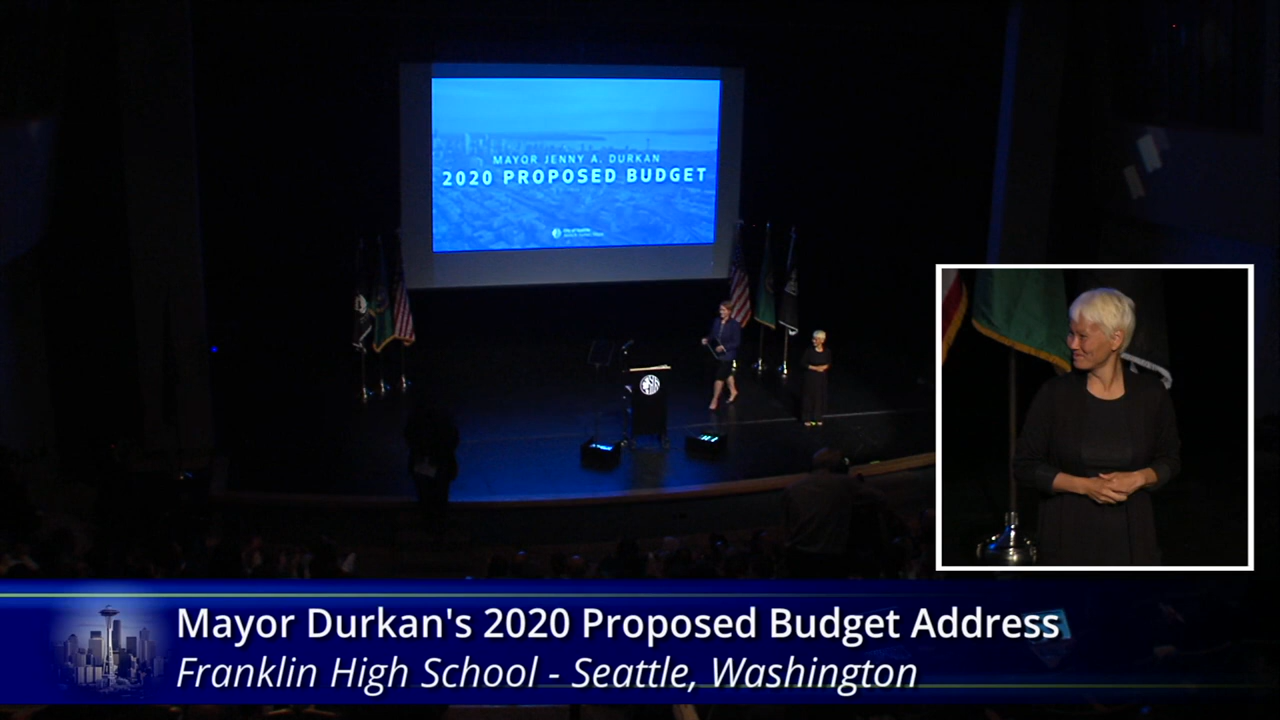 MAYOR JENNY A. DURKAN
2020 PROPOSED BUDGET
Mayor Durkan's 2020 Proposed Budget Address
Franklin High School - Seattle, Washington